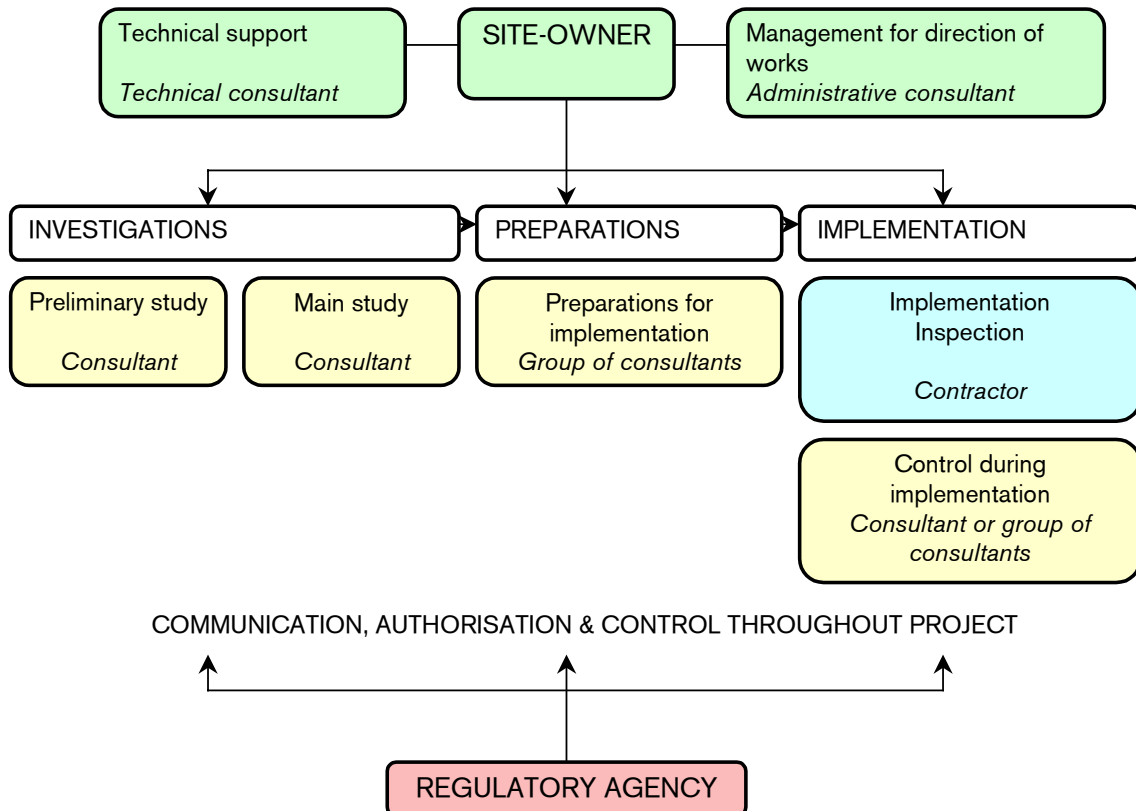 Technical support
Technical consultant
SITE-OWNER
Management for direction of
works
Administrative consultant
INVESTIGATIONS
PREPARATIONS
IMPLEMENTATION
Preliminary study
Consultant
Main study
Consultant
Preparations for
implementation
Group of consultants
Implementation
Inspection
Contractor
Control during
implementation
Consultant or group of
consultants
COMMUNICATION, AUTHORISATION & CONTROL THROUGHOUT PROJECT
REGULATORY AGENCY